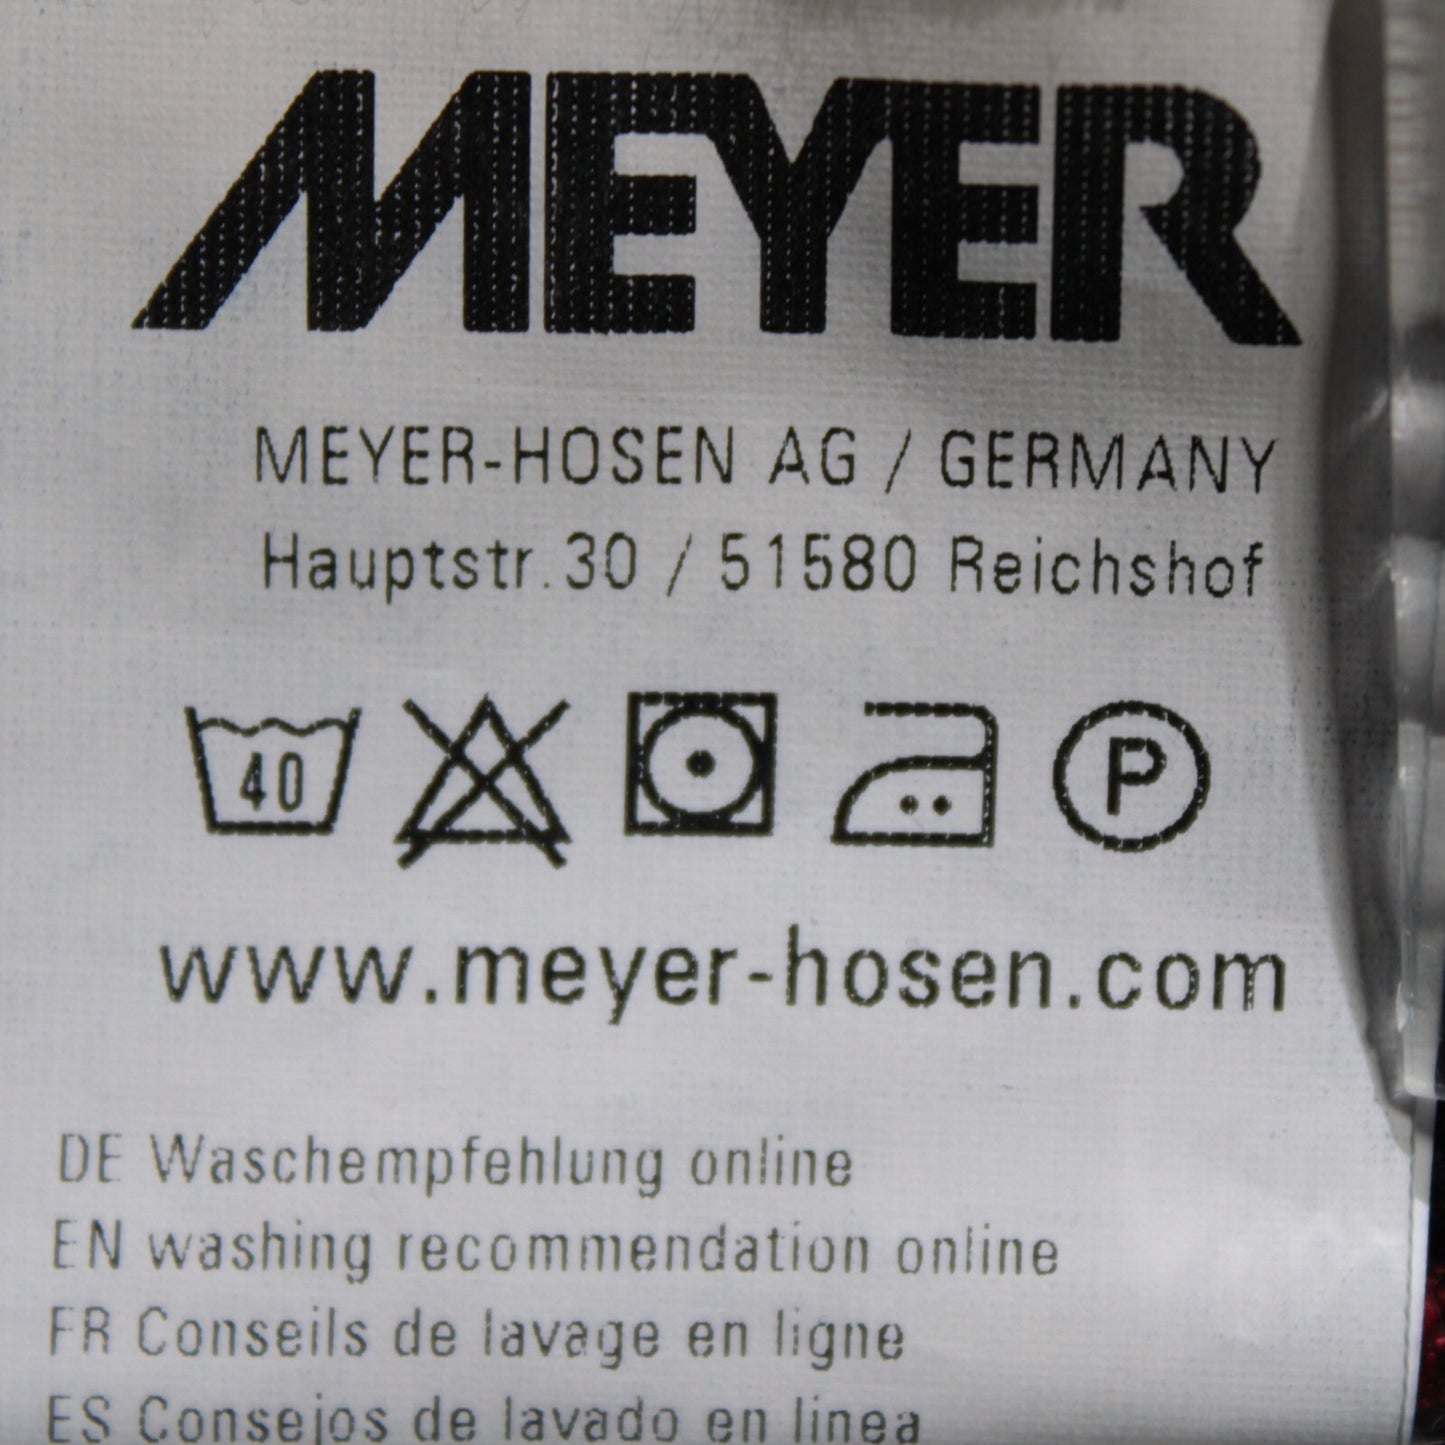 MEYER
MEYER-HOSEN AG / GERMANY
Hauptstr.30 / 51580 Reichshof
40 P
www.meyer-hosen.com
DE Waschempfehlung online
EN washing recommendation online
FR Conseils de lavage en ligne
ES Consejos de lavado en linea